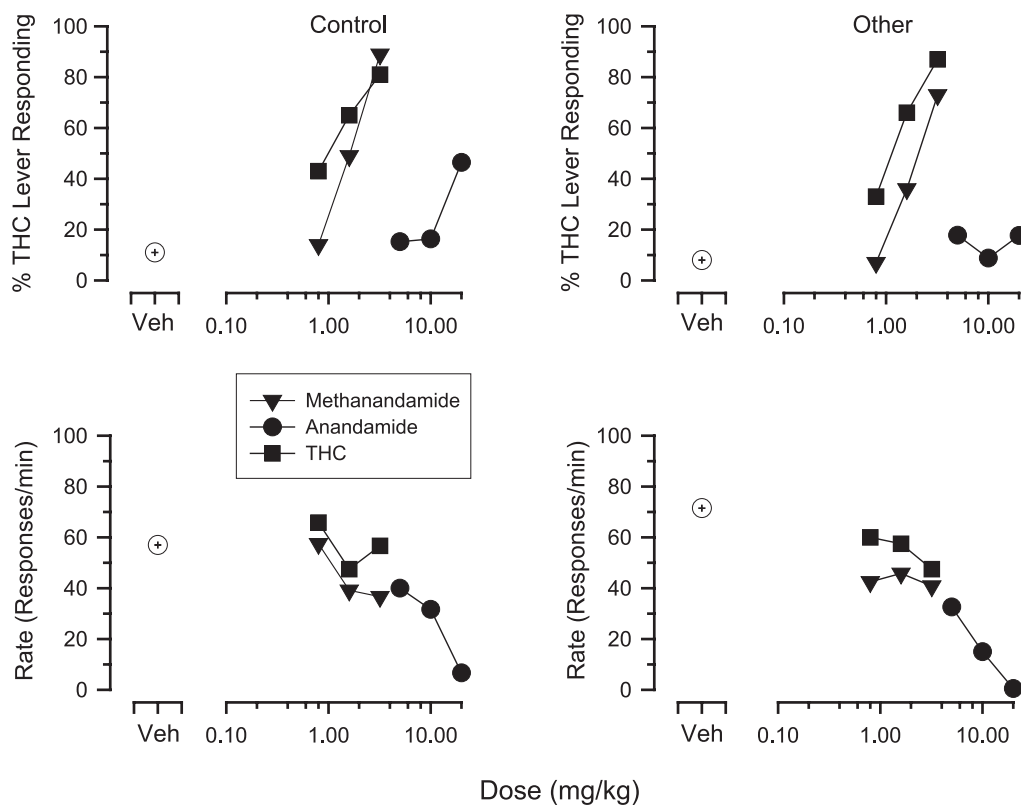 Control
% THC Lever Responding
100
80
60
40
20
0
Veh
0.10
1.00
10.00
Other
% THC Lever Responding
100
80
60
40
20
0
Veh
0.10
1.00
10.00
Methanandamide
Anandamide
THC
Rate (Responses/min)
100
80
60
40
20
0
Veh
0.10
1.00
10.00
Rate (Responses/min)
100
80
60
40
20
0
Veh
0.10
1.00
10.00
Dose (mg/kg)